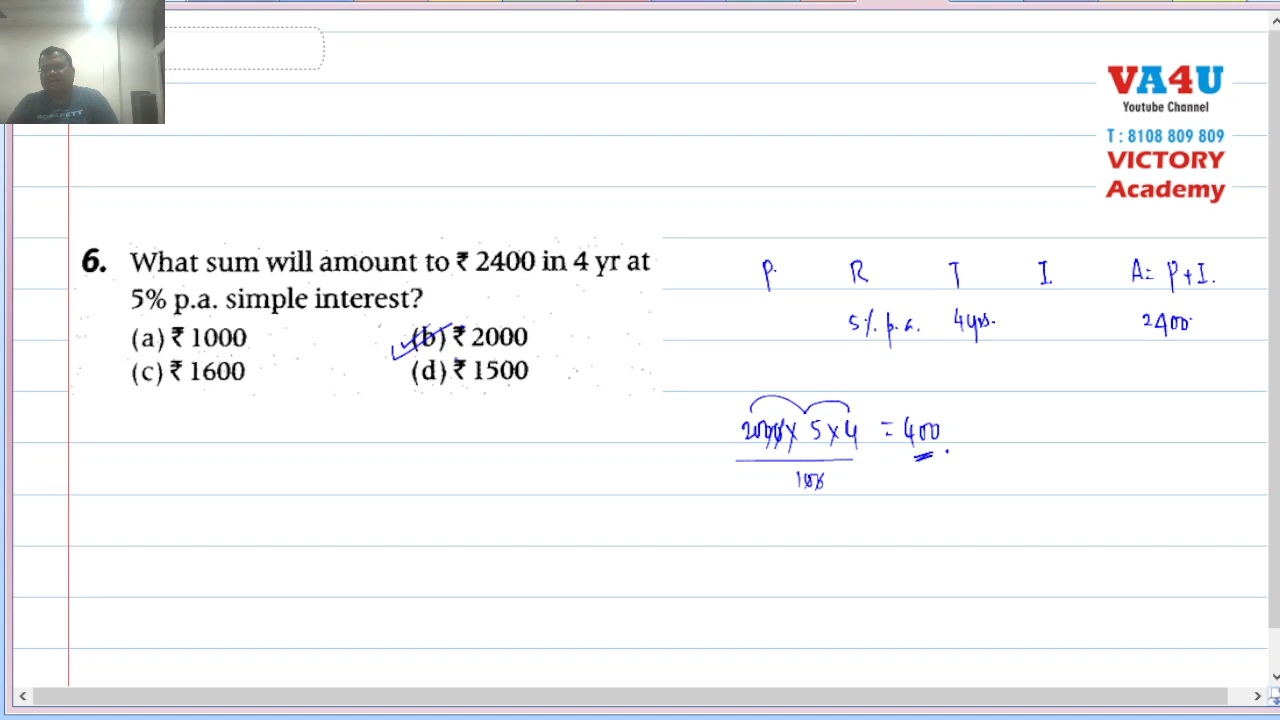 VA4U
Youtube Channel
T : 8108 809 809
VICTORY
Academy
6. What sum will amount to ₹ 2400 in 4 yr at
5% p.a. simple interest?
(a) ₹ 1000 (b) ₹ 2000
(c) ₹ 1600 (d) ₹ 1500
P. R T I. A= P+I.
5% p.a. 4yrs. 2400
2000 x 5 x 4 = 400
100